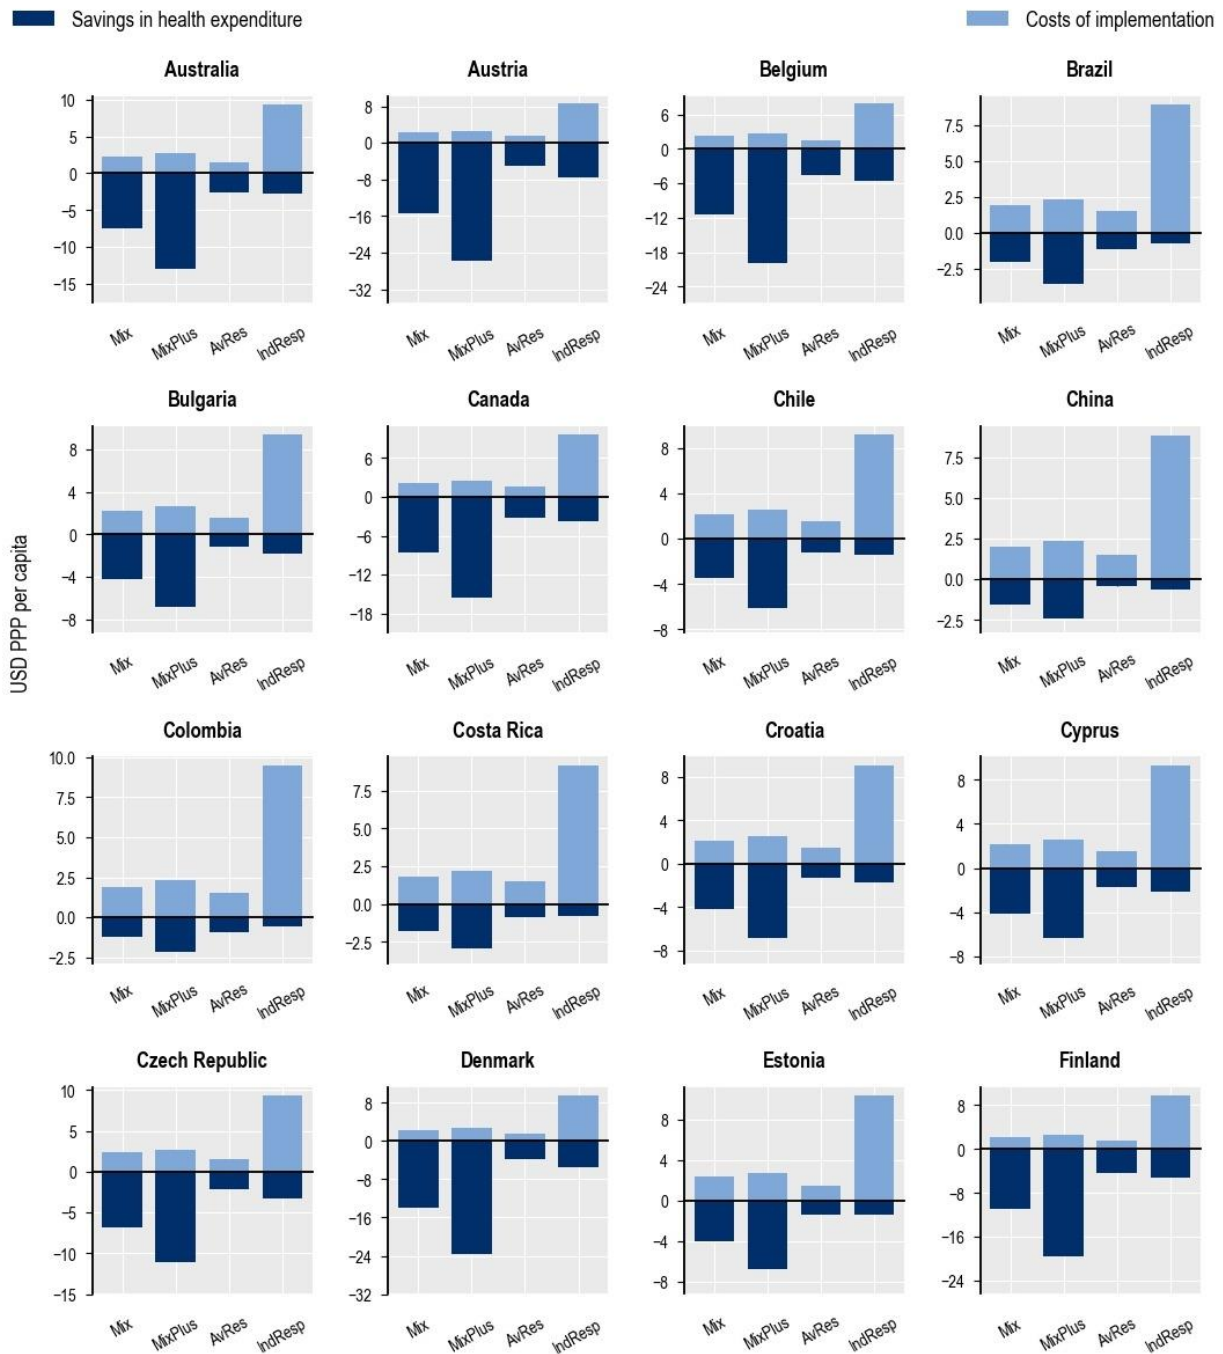 Savings in health expenditure
Costs of implementation
USD PPP per capita
Australia
10
5
0
−5
−10
−15
Mix
MixPlus
AvRes
IndResp
Austria
8
0
−8
−16
−24
−32
Mix
MixPlus
AvRes
IndResp
Belgium
6
0
−6
−12
−18
−24
Mix
MixPlus
AvRes
IndResp
Brazil
7.5
5.0
2.5
0.0
−2.5
Mix
MixPlus
AvRes
IndResp
Bulgaria
8
4
0
−4
−8
Mix
MixPlus
AvRes
IndResp
Canada
6
0
−6
−12
−18
Mix
MixPlus
AvRes
IndResp
Chile
8
4
0
−4
−8
Mix
MixPlus
AvRes
IndResp
China
7.5
5.0
2.5
0.0
−2.5
Mix
MixPlus
AvRes
IndResp
Colombia
10.0
7.5
5.0
2.5
0.0
−2.5
Mix
MixPlus
AvRes
IndResp
Costa Rica
7.5
5.0
2.5
0.0
−2.5
Mix
MixPlus
AvRes
IndResp
Croatia
8
4
0
−4
−8
Mix
MixPlus
AvRes
IndResp
Cyprus
8
4
0
−4
−8
Mix
MixPlus
AvRes
IndResp
Czech Republic
10
5
0
−5
−10
−15
Mix
MixPlus
AvRes
IndResp
Denmark
8
0
−8
−16
−24
−32
Mix
MixPlus
AvRes
IndResp
Estonia
8
4
0
−4
−8
Mix
MixPlus
AvRes
IndResp
Finland
8
0
−8
−16
−24
Mix
MixPlus
AvRes
IndResp